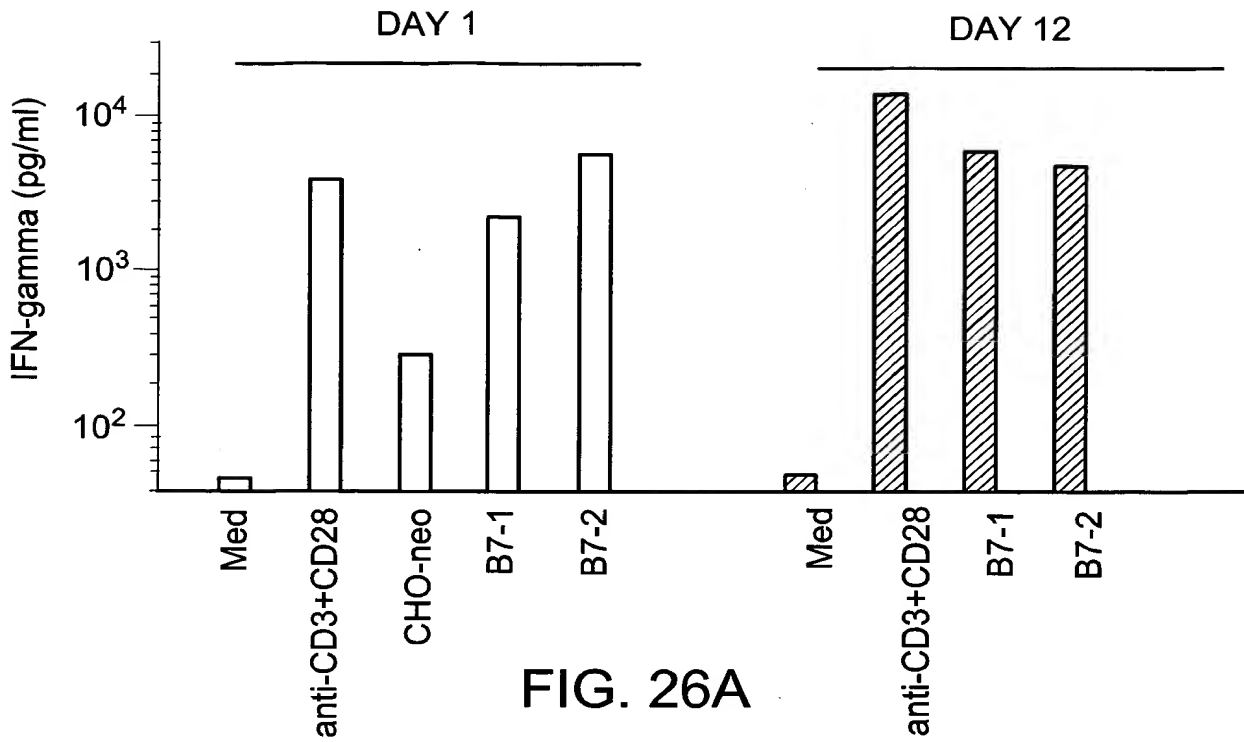 DAY 1
DAY 12
IFN-gamma (pg/ml)
10⁴
10³
10²
Med
anti-CD3+CD28
CHO-neo
B7-1
B7-2
Med
anti-CD3+CD28
B7-1
B7-2
FIG. 26A